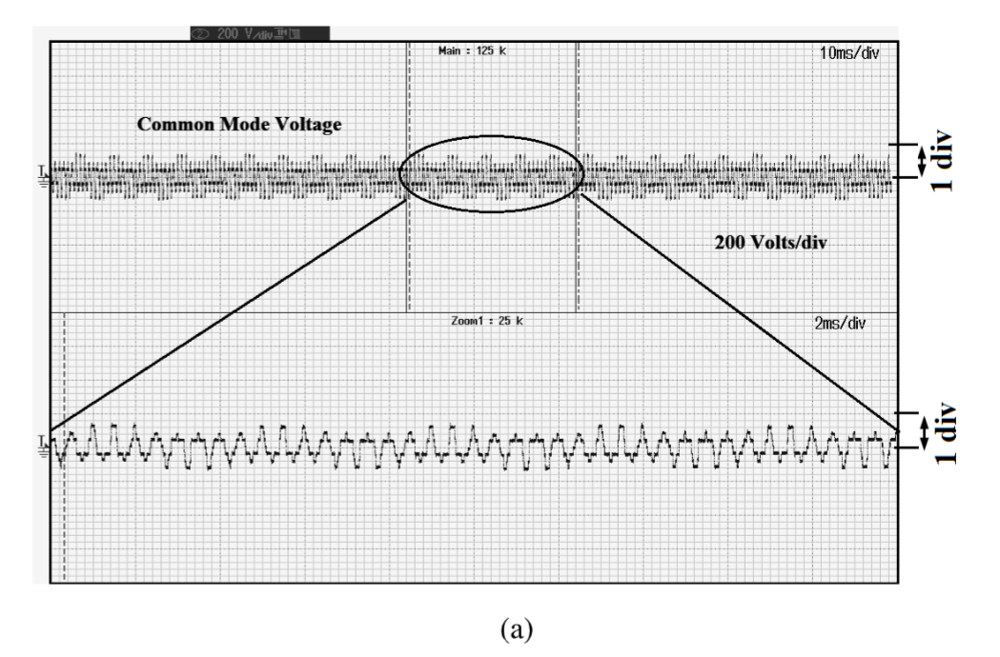 ② 200 V/div
Main : 125 k
10ms/div
Common Mode Voltage
1 div
200 Volts/div
Zoom1 : 25 k
2ms/div
1 div
(a)